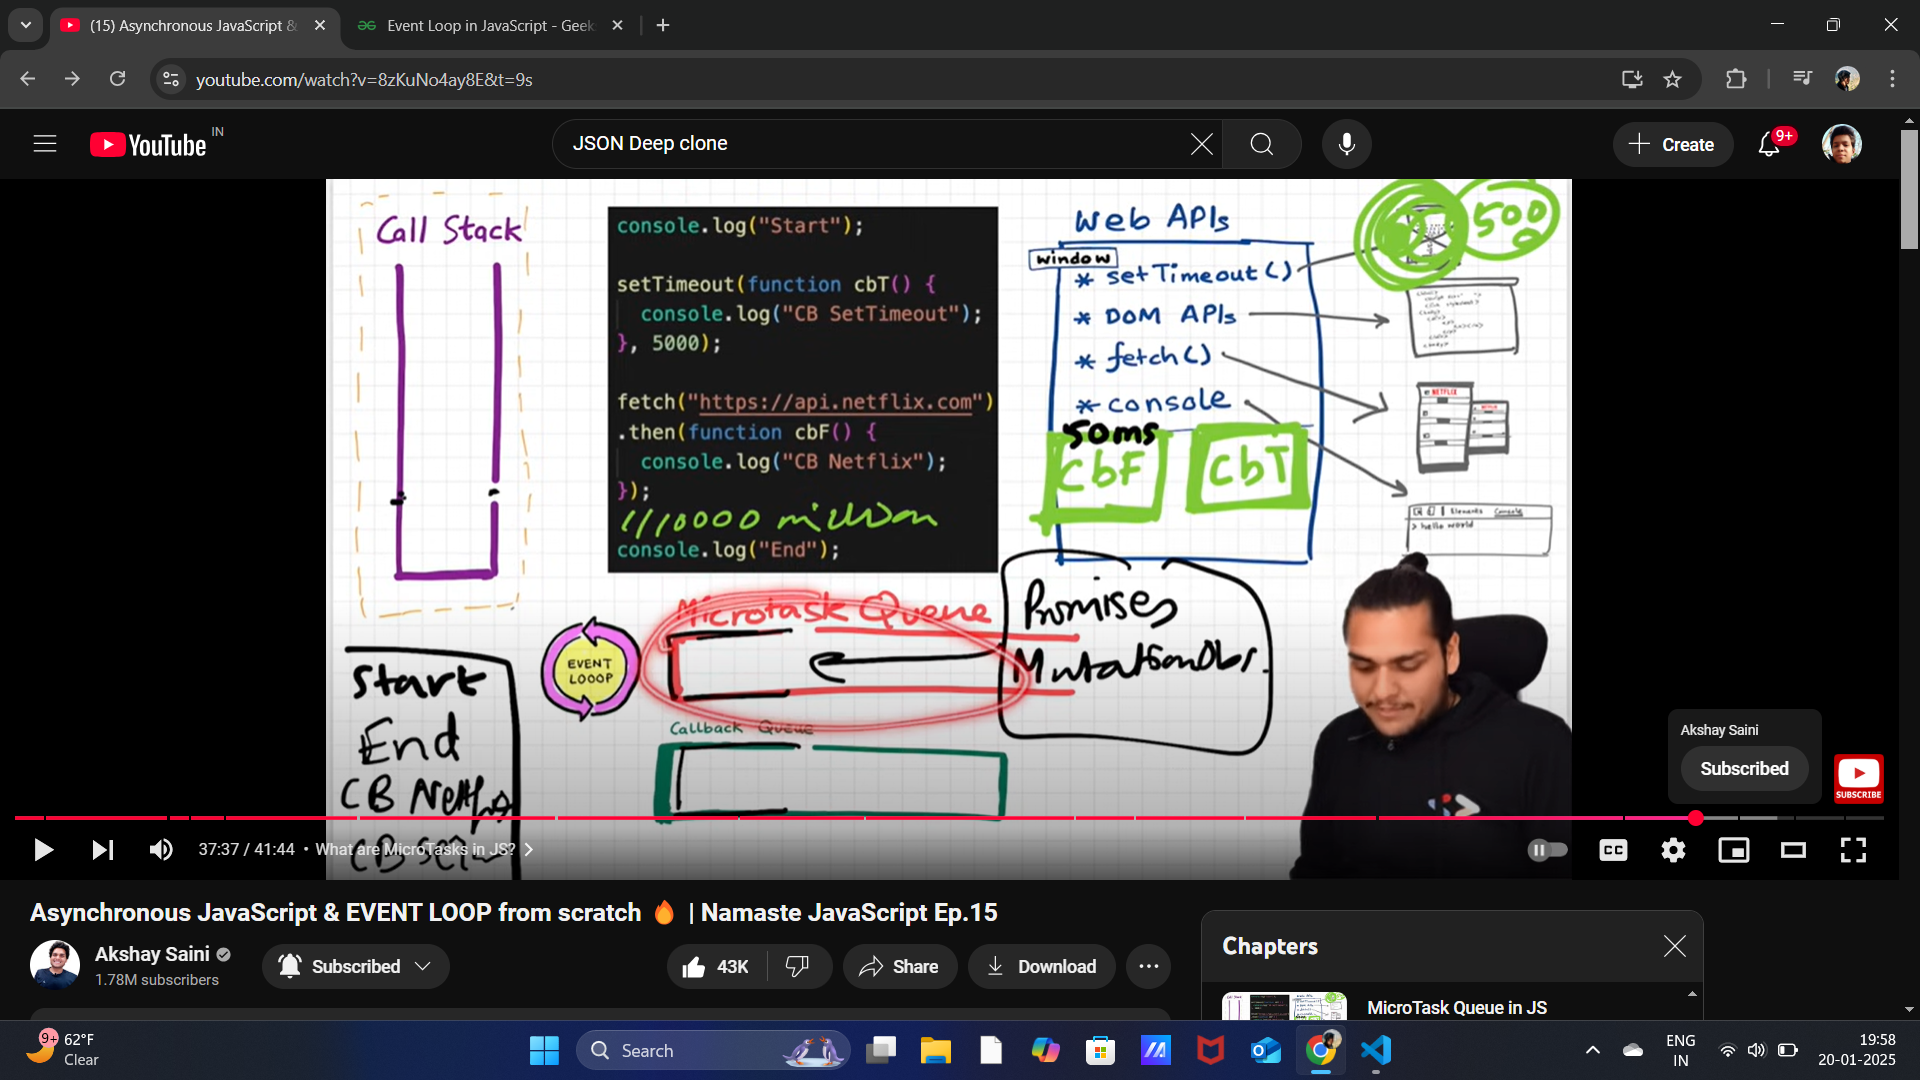 (15) Asynchronous JavaScript &
Event Loop in JavaScript - Geek
youtube.com/watch?v=8zKuNo4ay8E&t=9s
YouTube IN
JSON Deep clone
Create
9+
Call Stack
console.log("Start");
setTimeout(function cbT() {
console.log("CB SetTimeout");
}, 5000);
fetch("https://api.netflix.com")
.then(function cbF() {
console.log("CB Netflix");
});
//10000 million
console.log("End");
Web APIs
window
* setTimeout()
* DOM APIs
* fetch()
* console
50ms
CbF
CbT
500
NETFLIX
Elements Console
> hello world
EVENT
LOOOP
Microtask Queue
Promises
Callback Queue
Start
End
CB
CB
Akshay Saini
Subscribed
SUBSCRIBE
37:37 / 41:44 • What are MicroTasks in JS?
CC
Asynchronous JavaScript & EVENT LOOP from scratch 🔥 | Namaste JavaScript Ep.15
Akshay Saini
1.78M subscribers
Subscribed
43K
Share
Download
Chapters
MicroTask Queue in JS
9+
62°F
Clear
Search
ENG
IN
19:58
20-01-2025